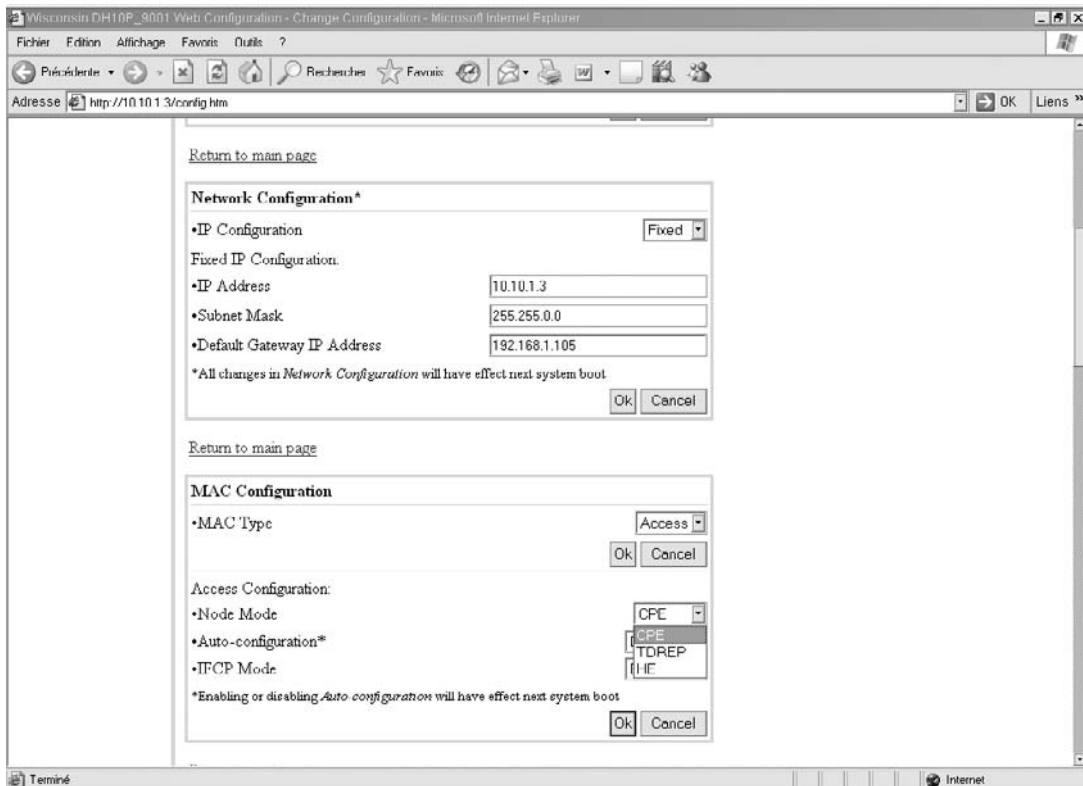 Wisconsin DH10P_9001 Web Configuration - Change Configuration - Microsoft Internet Explorer
Fichier Edition Affichage Favoris Outils ?
Précédente Rechercher Favoris
Adresse http://10.10.1.3/config.htm OK Liens »
Return to main page
Network Configuration*
•IP Configuration Fixed
Fixed IP Configuration:
•IP Address 10.10.1.3
•Subnet Mask 255.255.0.0
•Default Gateway IP Address 192.168.1.105
*All changes in Network Configuration will have effect next system boot
Ok Cancel
Return to main page
MAC Configuration
•MAC Type Access
Ok Cancel
Access Configuration:
•Node Mode CPE
CPE
•Auto-configuration*
TDREP
•IFCP Mode
HE
*Enabling or disabling Auto-configuration will have effect next system boot
Ok Cancel
Terminé Internet